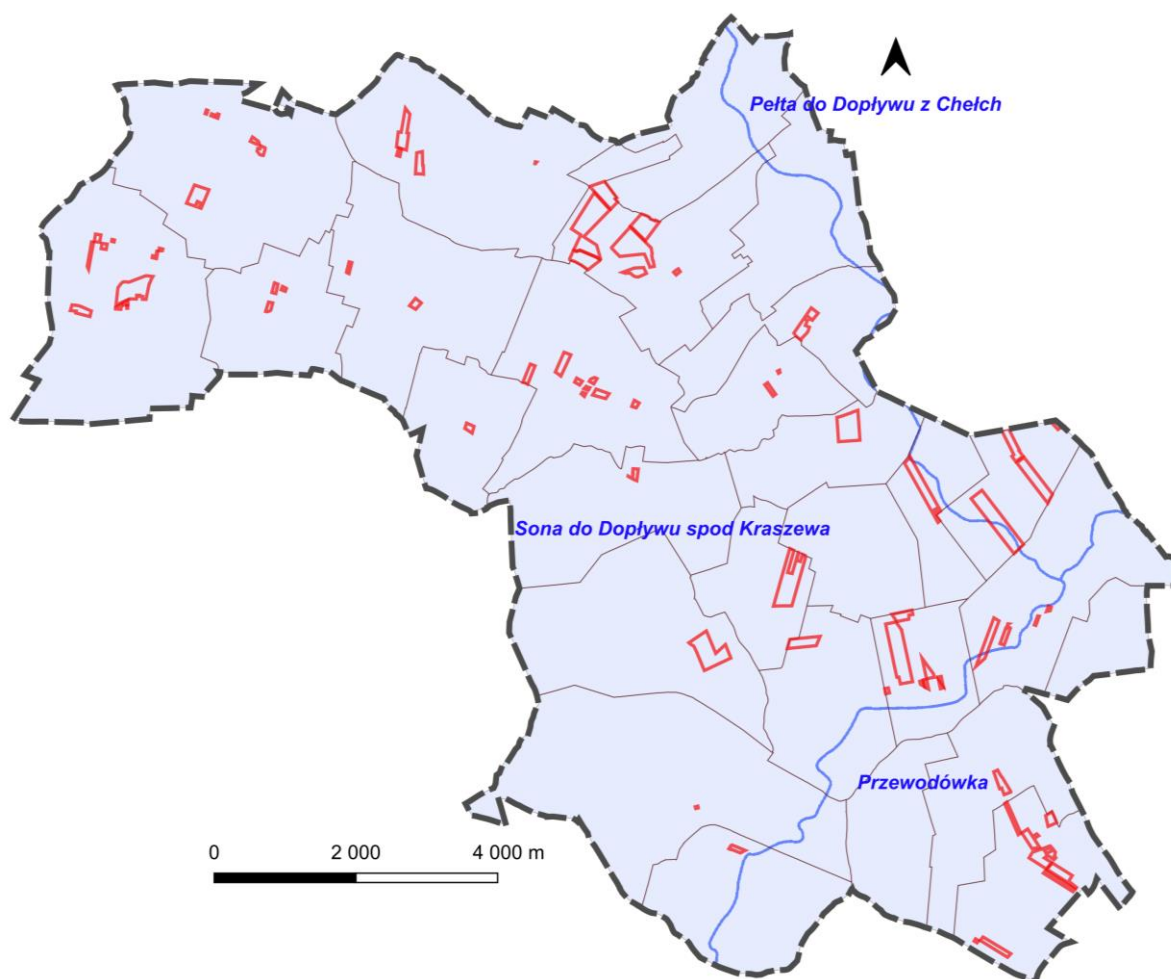 Pełta do Dopływu z Chełch
Sona do Dopływu spod Kraszewa
Przewodówka
0 2 000 4 000 m